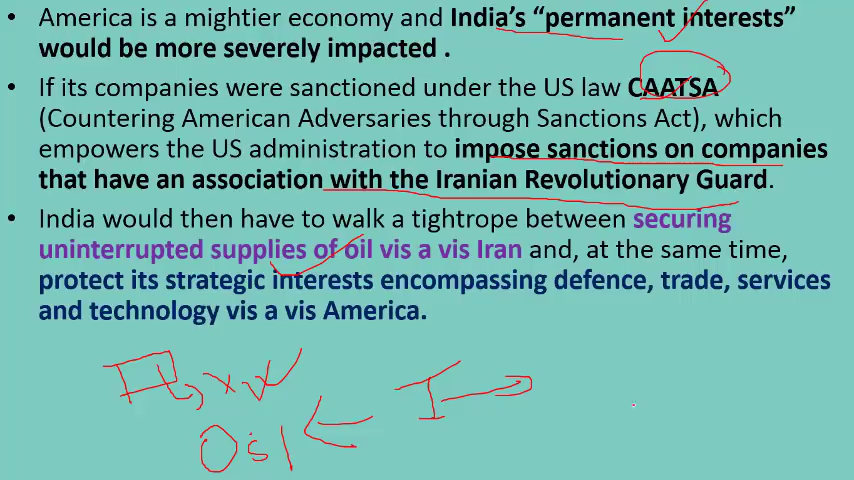 • America is a mightier economy and India's “permanent interests”
would be more severely impacted .
• If its companies were sanctioned under the US law CAATSA
(Countering American Adversaries through Sanctions Act), which
empowers the US administration to impose sanctions on companies
that have an association with the Iranian Revolutionary Guard.
• India would then have to walk a tightrope between securing
uninterrupted supplies of oil vis a vis Iran and, at the same time,
protect its strategic interests encompassing defence, trade, services
and technology vis a vis America.
I
Oil